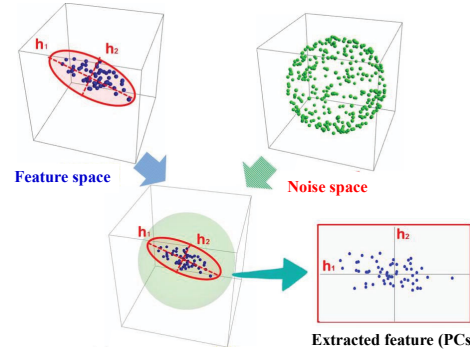 h1 h2
Feature space
Noise space
h1 h2
h2
h1
Extracted feature (PCs